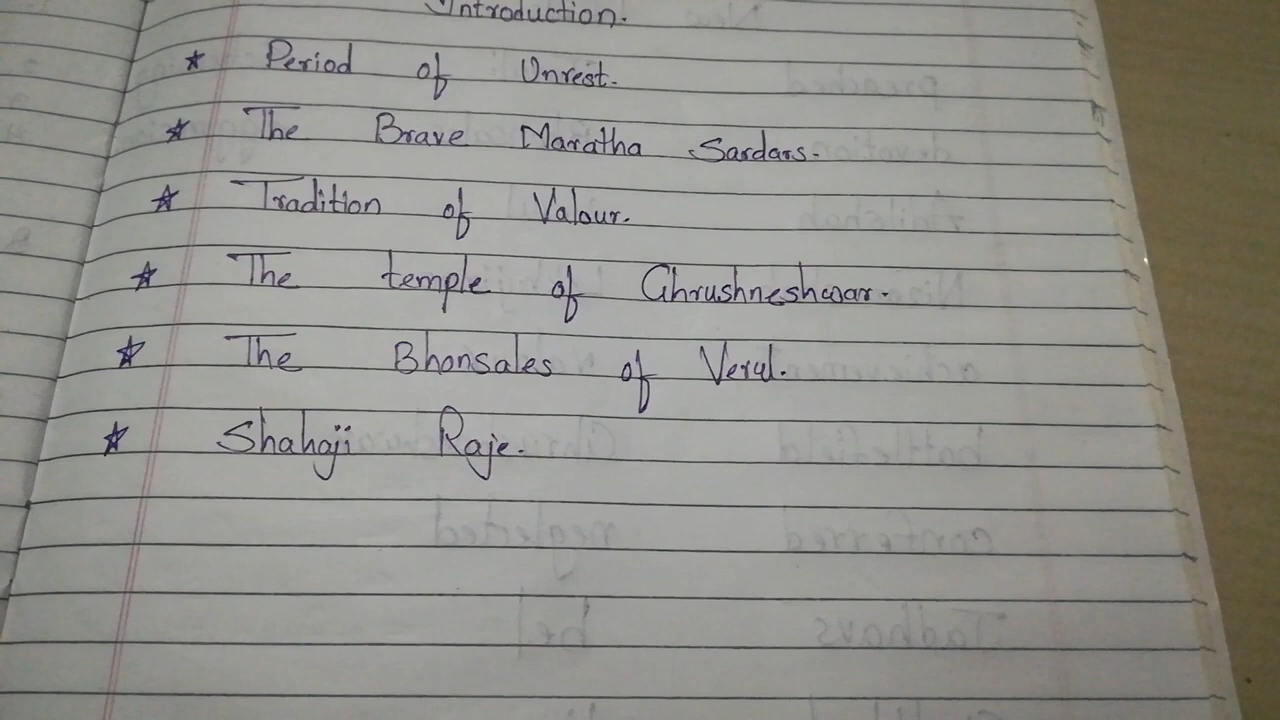 Introduction.
★ Period of Unrest.
★ The Brave Maratha Sardars.
★ Tradition of Valour.
★ The temple of Ghrushneshwar.
★ The Bhonsales of Verul.
★ Shahaji Raje.